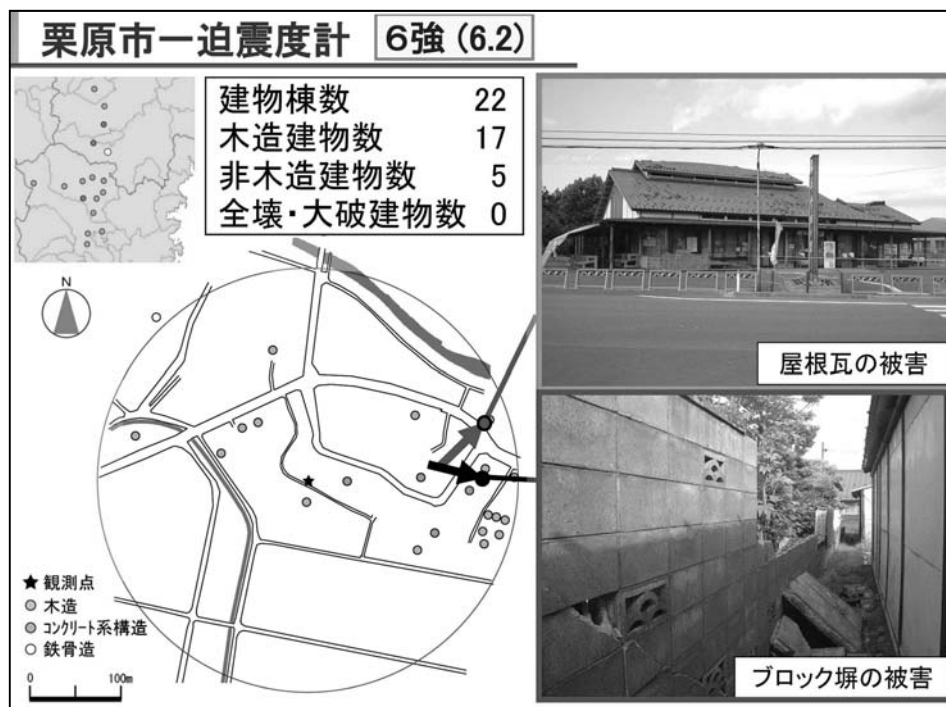 栗原市一迫震度計 6強 (6.2)
建物棟数 22
木造建物数 17
非木造建物数 5
全壊・大破建物数 0
N
屋根瓦の被害
★ 観測点
木造
コンクリート系構造
鉄骨造
0 100m
ブロック塀の被害